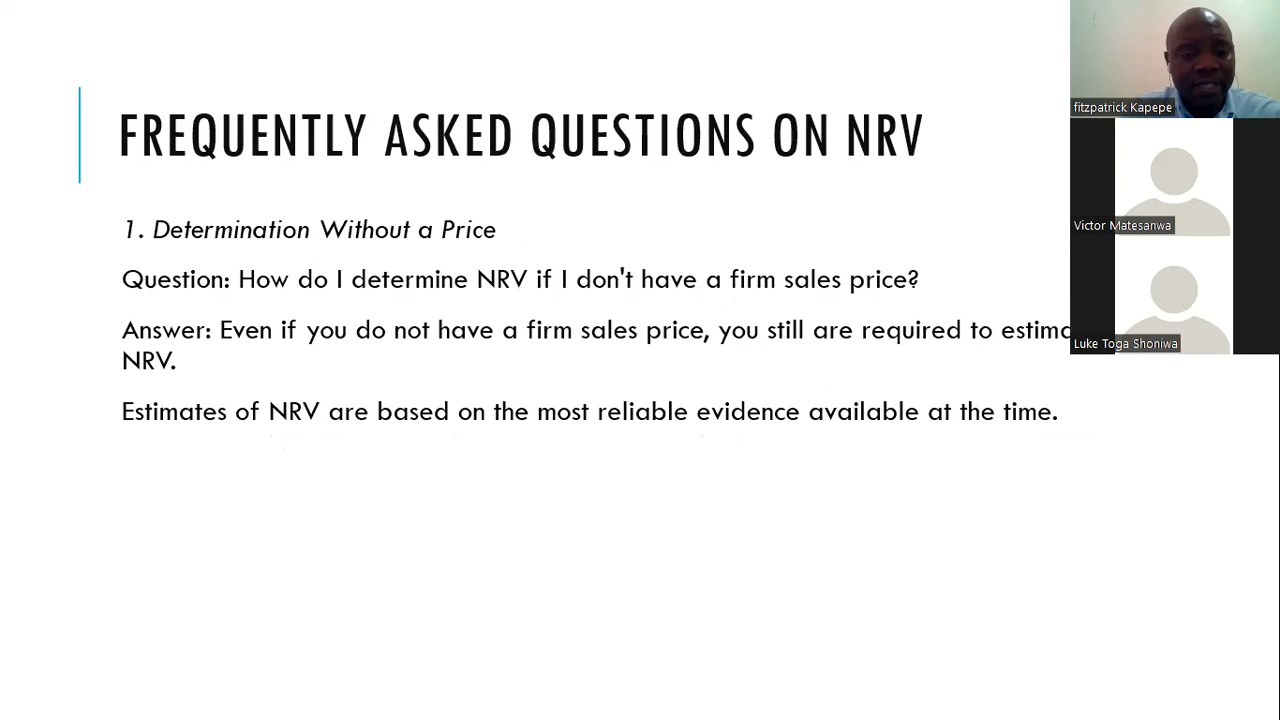 FREQUENTLY ASKED QUESTIONS ON NRV
1. Determination Without a Price
Question: How do I determine NRV if I don't have a firm sales price?
Answer: Even if you do not have a firm sales price, you still are required to
NRV.
Estimates of NRV are based on the most reliable evidence available at the time.
fitzpatrick Kapepe
Victor Matesanwa
Luke Toga Shoniwa